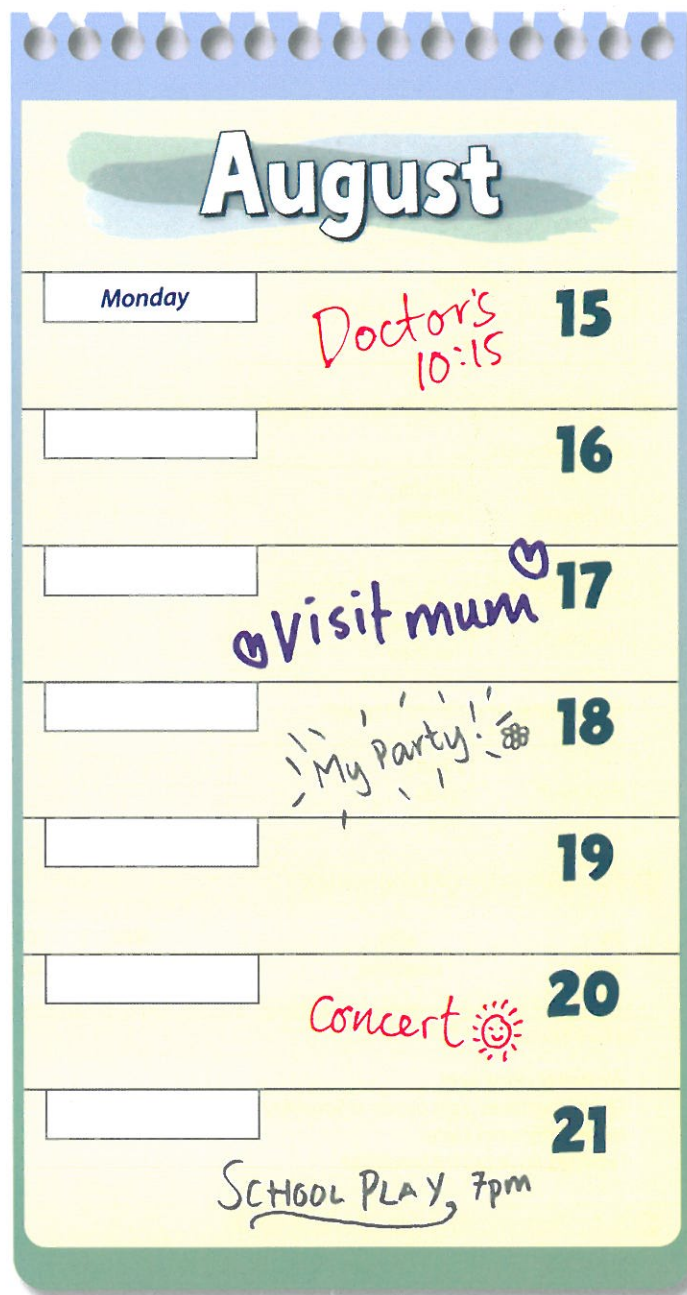 August
Monday
Doctor's
10:15
15
16
Visit mum
17
My Party!
18
19
Concert
20
21
SCHOOL PLAY, 7pm